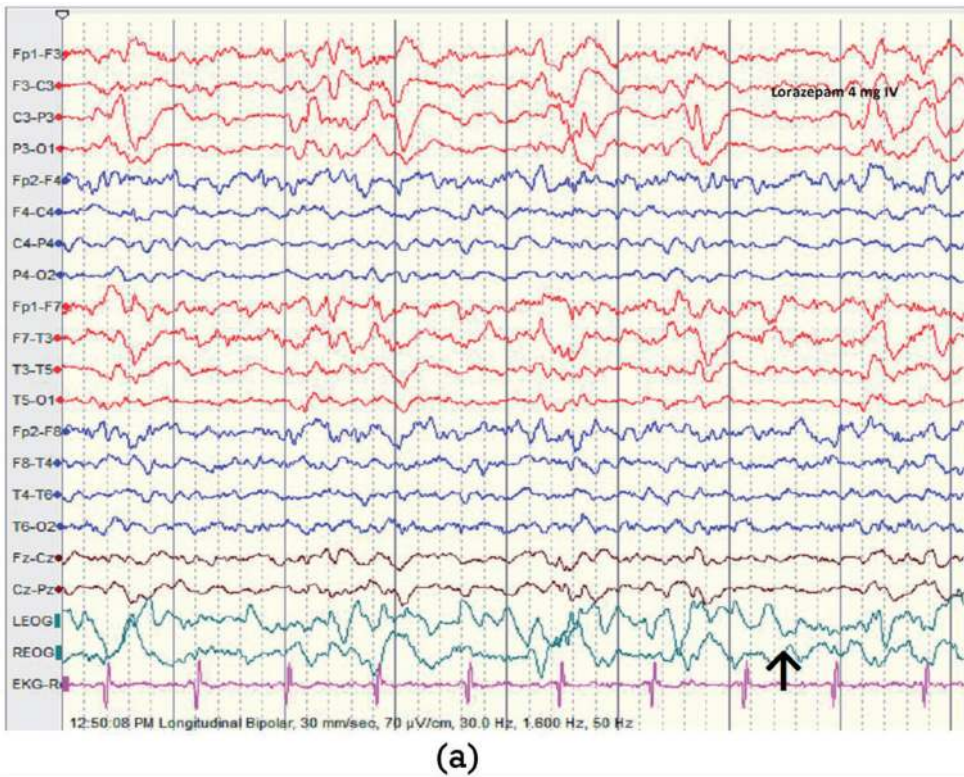 Fp1-F3
F3-C3
Lorazepam 4 mg IV
C3-P3
P3-O1
Fp2-F4
F4-C4
C4-P4
P4-O2
Fp1-F7
F7-T3
T3-T5
T5-O1
Fp2-F8
F8-T4
T4-T6
T6-O2
Fz-Cz
Cz-Pz
LEOG
REOG
EKG-R
12:50:08 PM Longitudinal Bipolar, 30 mm/sec, 70 µV/cm, 30.0 Hz, 1.600 Hz, 50 Hz
(a)